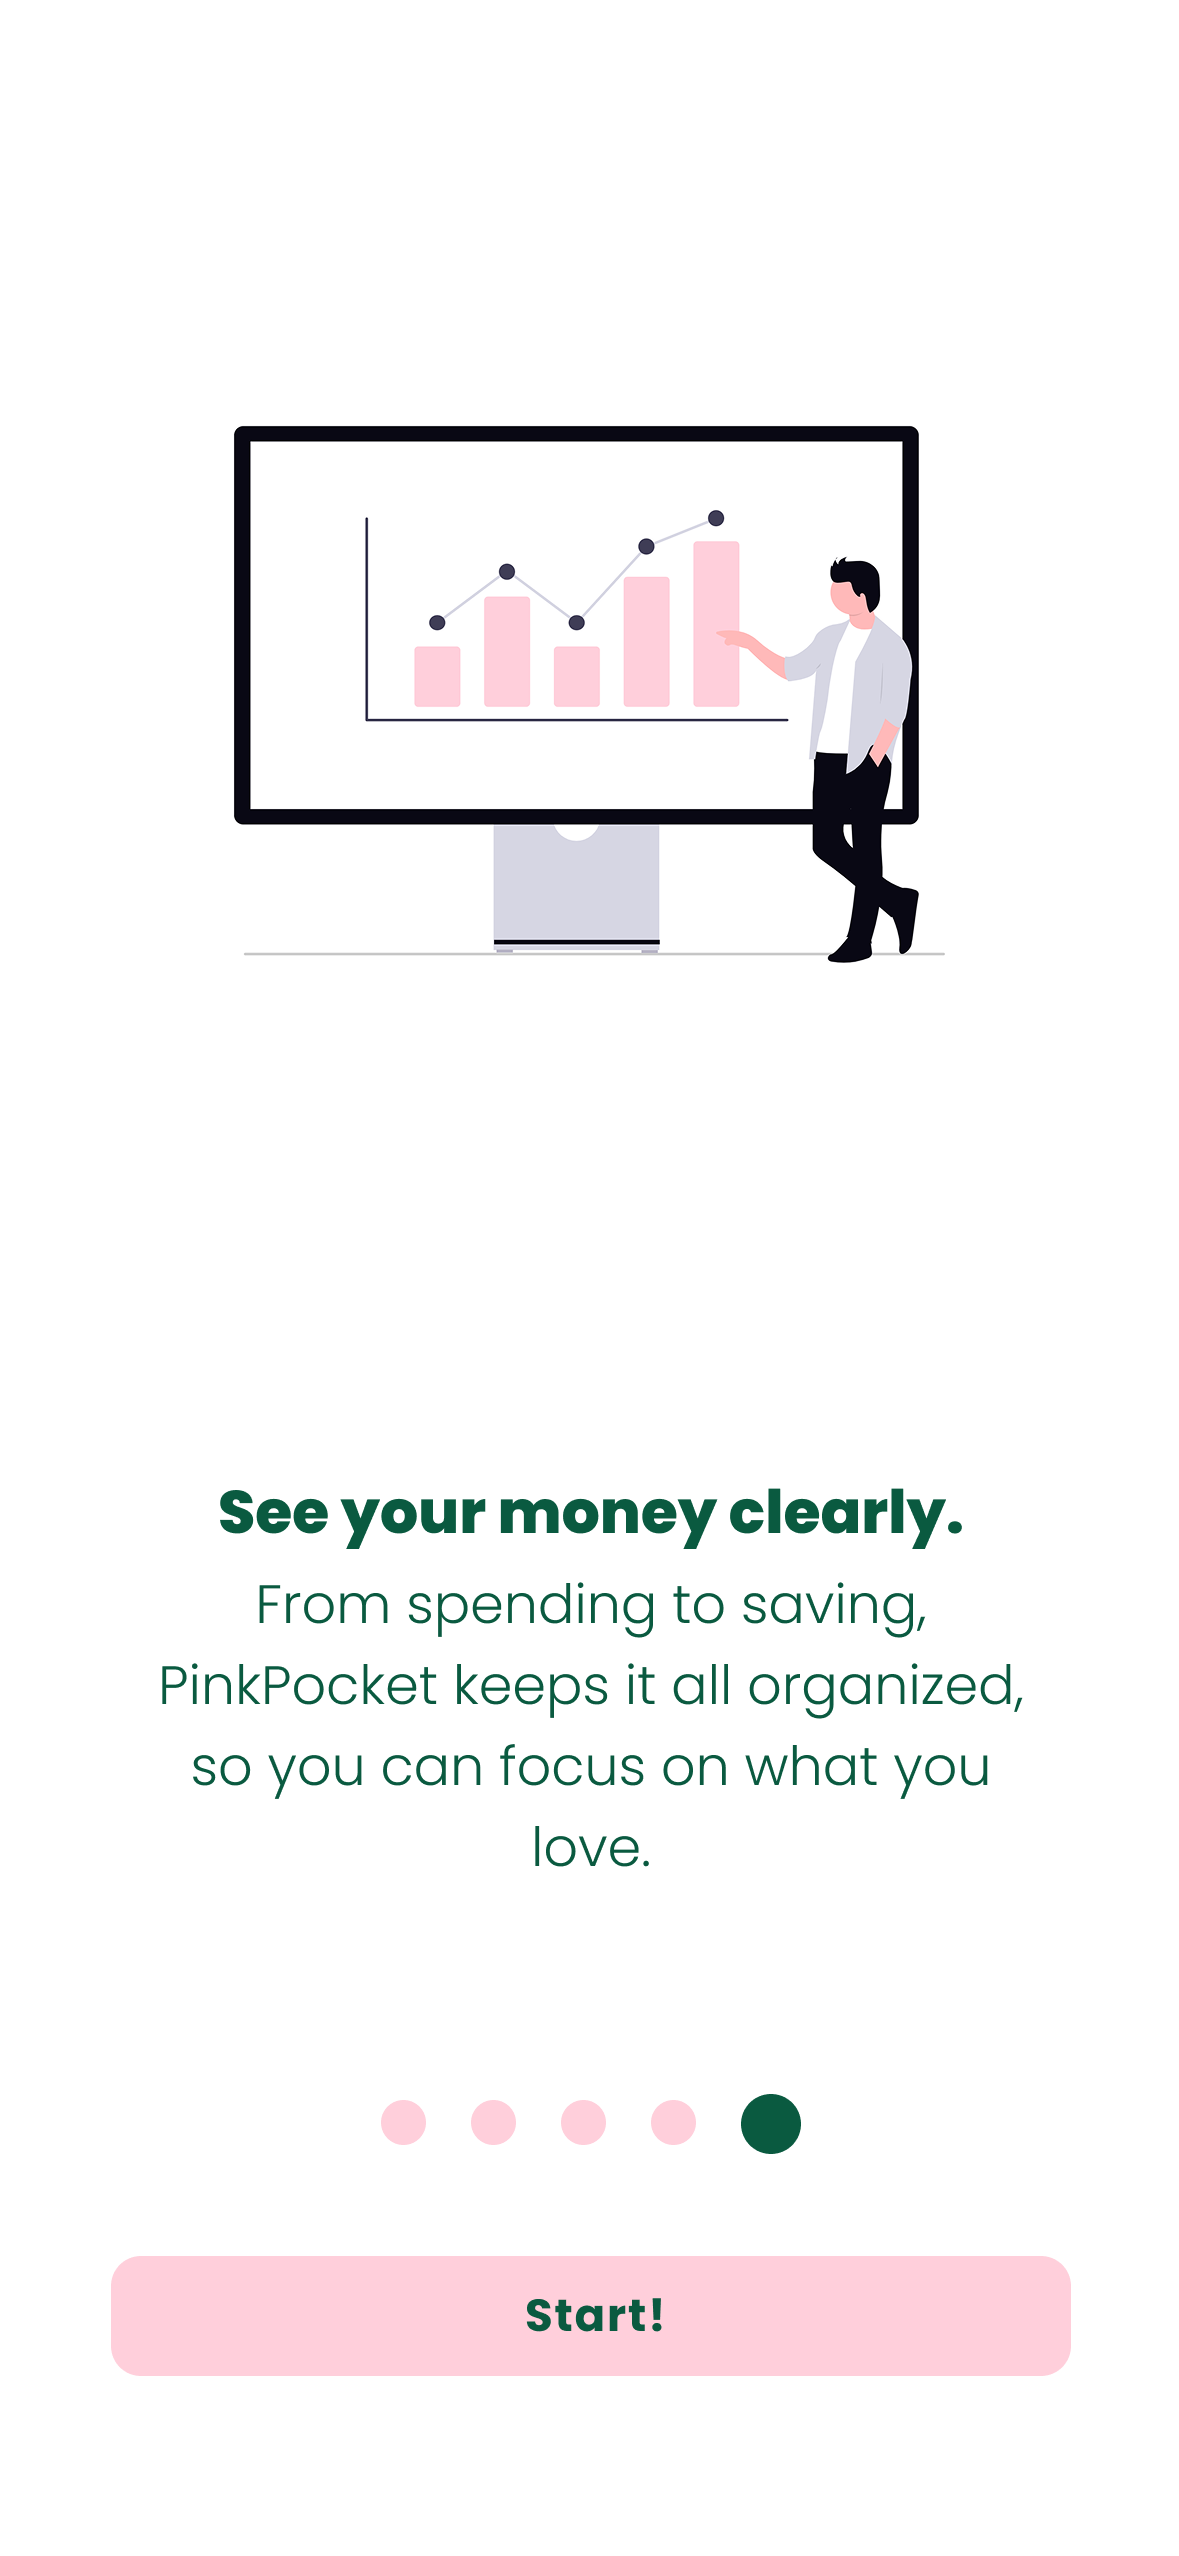 See your money clearly.
From spending to saving,
PinkPocket keeps it all organized,
so you can focus on what you
love.
Start!